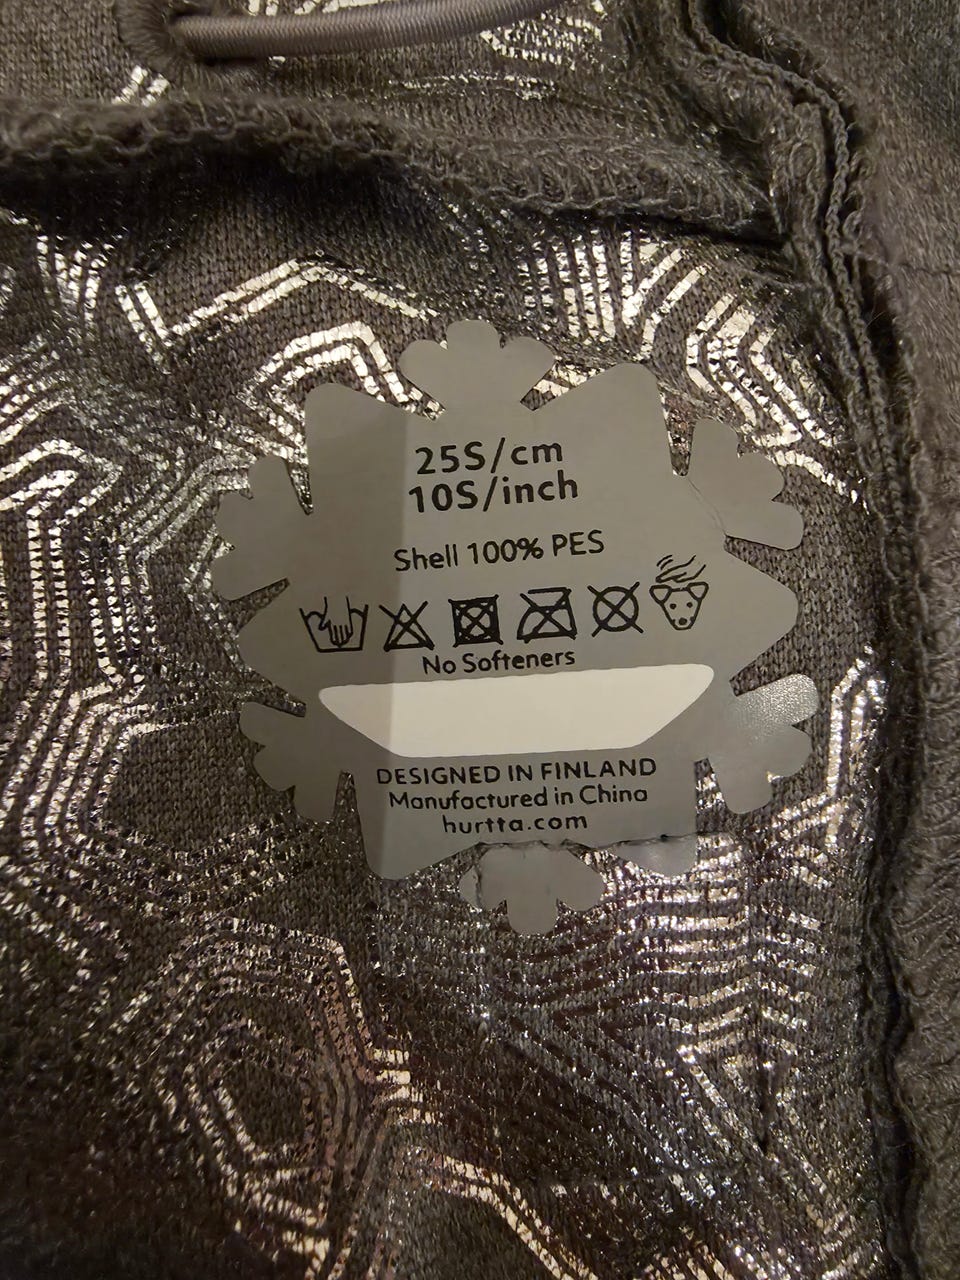 25S/cm
10S/inch
Shell 100% PES
No Softeners
DESIGNED IN FINLAND
Manufactured in China
hurtta.com